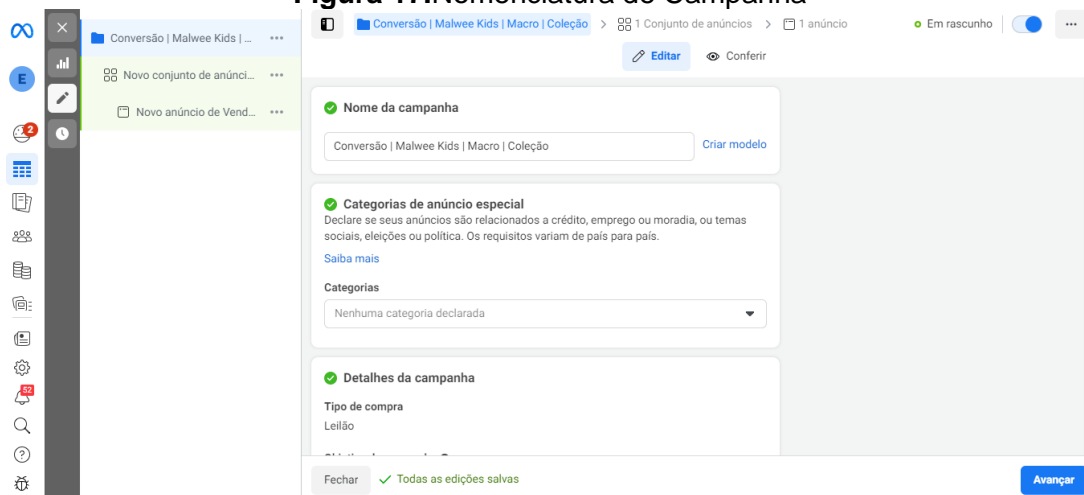 Figura 17.Nomenclatura de Campanha
Conversão | Malwee Kids | ...
Novo conjunto de anúnci...
Novo anúncio de Vend...
Conversão | Malwee Kids | Macro | Coleção > 1 Conjunto de anúncios > 1 anúncio
Em rascunho
Editar
Conferir
E
2
52
Nome da campanha
Conversão | Malwee Kids | Macro | Coleção
Criar modelo
Categorias de anúncio especial
Declare se seus anúncios são relacionados a crédito, emprego ou moradia, ou temas
sociais, eleições ou política. Os requisitos variam de país para país.
Saiba mais
Categorias
Nenhuma categoria declarada
Detalhes da campanha
Tipo de compra
Leilão
Fechar
Todas as edições salvas
Avançar